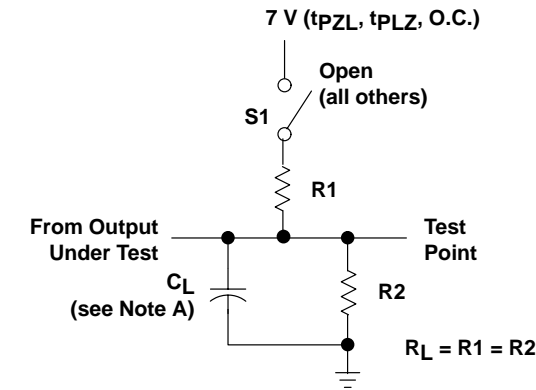 7 V (tPZL, tPLZ, O.C.)
Open
(all others)
S1
R1
From Output
Under Test
Test
Point
CL
(see Note A)
R2
RL = R1 = R2